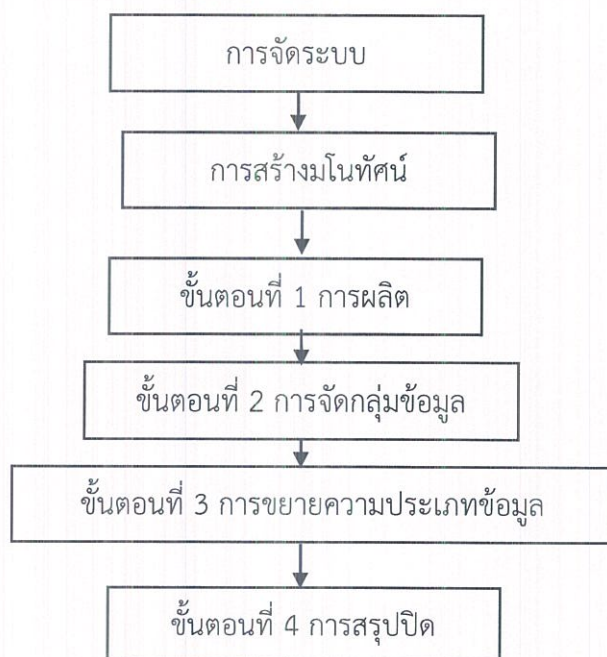 การจัดระบบ
การสร้างมโนทัศน์
ขั้นตอนที่ 1 การผลิต
ขั้นตอนที่ 2 การจัดกลุ่มข้อมูล
ขั้นตอนที่ 3 การขยายความประเภทข้อมูล
ขั้นตอนที่ 4 การสรุปปิด